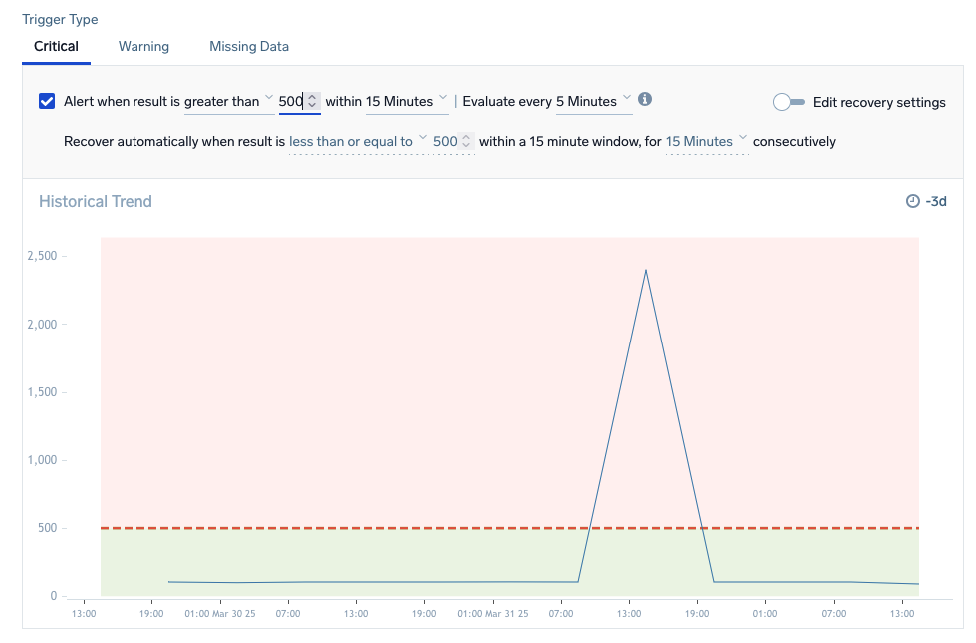 Trigger Type
Critical Warning Missing Data
Alert when result is greater than 500 within 15 Minutes | Evaluate every 5 Minutes Edit recovery settings
Recover automatically when result is less than or equal to 500 within a 15 minute window, for 15 Minutes consecutively
Historical Trend -3d
2,500
2,000
1,500
1,000
500
0
13:00 19:00 01:00 Mar 30 25 07:00 13:00 19:00 01:00 Mar 31 25 07:00 13:00 19:00 01:00 07:00 13:00